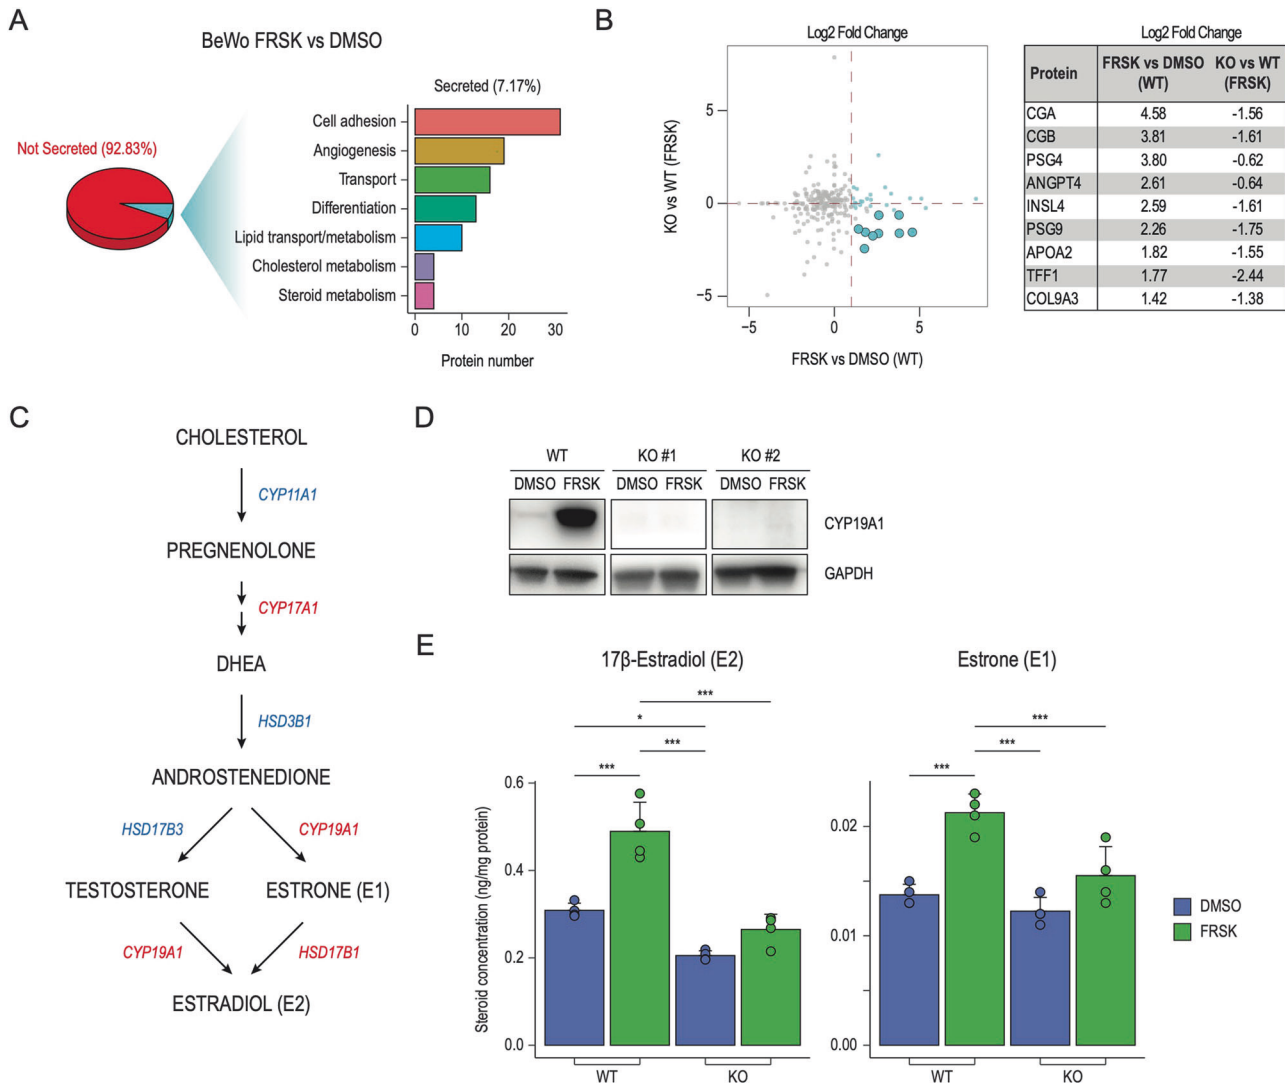 A
BeWo FRSK vs DMSO
Not Secreted (92.83%)
Secreted (7.17%)
Cell adhesion
Angiogenesis
Transport
Differentiation
Lipid transport/metabolism
Cholesterol metabolism
Steroid metabolism
0 10 20 30
Protein number
B
Log2 Fold Change
KO vs WT (FRSK)
5
0
−5
−5 0 5
FRSK vs DMSO (WT)
Log2 Fold Change
Protein FRSK vs DMSO (WT) KO vs WT (FRSK)
CGA 4.58 -1.56
CGB 3.81 -1.61
PSG4 3.80 -0.62
ANGPT4 2.61 -0.64
INSL4 2.59 -1.61
PSG9 2.26 -1.75
APOA2 1.82 -1.55
TFF1 1.77 -2.44
COL9A3 1.42 -1.38
C
CHOLESTEROL
CYP11A1
PREGNENOLONE
CYP17A1
DHEA
HSD3B1
ANDROSTENEDIONE
HSD17B3 CYP19A1
TESTOSTERONE ESTRONE (E1)
CYP19A1 HSD17B1
ESTRADIOL (E2)
D
WT KO #1 KO #2
DMSO FRSK DMSO FRSK DMSO FRSK
CYP19A1
GAPDH
E
17β-Estradiol (E2)
***
*
***
***
Steroid concentration (ng/mg protein)
0.6
0.4
0.2
0.0
WT KO
Estrone (E1)
***
***
***
0.02
0.01
0.00
WT KO
DMSO
FRSK